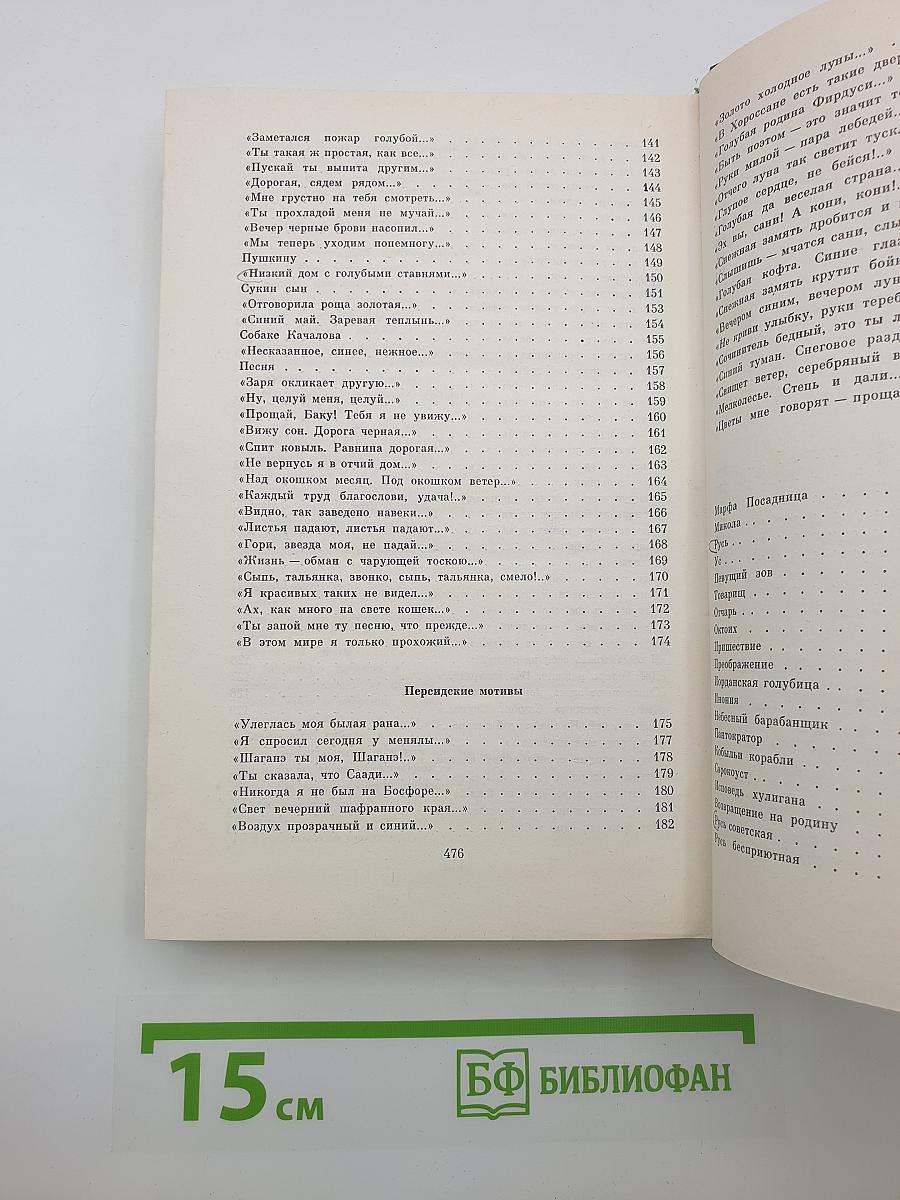 «Заметался пожар голубой...» . . . . . . . . . . . . 141
«Ты такая ж простая, как все...» . . . . . . . . . . . . 142
«Пускай ты выпита другим...» . . . . . . . . . . . . 143
«Дорогая, сядем рядом...» . . . . . . . . . . . . 144
«Мне грустно на тебя смотреть...» . . . . . . . . . . . . 145
«Ты прохладой меня не мучай...» . . . . . . . . . . . . 146
«Вечер черные брови насопил...» . . . . . . . . . . . . 147
«Мы теперь уходим понемногу...» . . . . . . . . . . . . 148
Пушкину . . . . . . . . . . . . 149
«Низкий дом с голубыми ставнями...» . . . . . . . . . . . . 150
Сукин сын . . . . . . . . . . . . 151
«Отговорила роща золотая...» . . . . . . . . . . . . 153
«Синий май. Заревая теплынь...» . . . . . . . . . . . . 154
Собаке Качалова . . . . . . . . . . . . 155
«Несказанное, синее, нежное...» . . . . . . . . . . . . 156
Песня . . . . . . . . . . . . 157
«Заря окликает другую...» . . . . . . . . . . . . 158
«Ну, целуй меня, целуй...» . . . . . . . . . . . . 159
«Прощай, Баку! Тебя я не увижу...» . . . . . . . . . . . . 160
«Вижу сон. Дорога черная...» . . . . . . . . . . . . 161
«Спит ковыль. Равнина дорогая...» . . . . . . . . . . . . 162
«Не вернусь я в отчий дом...» . . . . . . . . . . . . 163
«Над окошком месяц. Под окошком ветер...» . . . . . . . . 164
«Каждый труд благослови, удача!..» . . . . . . . . . . . . 165
«Видно, так заведено навеки...» . . . . . . . . . . . . 166
«Листья падают, листья падают...» . . . . . . . . . . . . 167
«Гори, звезда моя, не падай...» . . . . . . . . . . . . 168
«Жизнь — обман с чарующей тоскою...» . . . . . . . . . . 169
«Сыпь, тальянка, звонко, сыпь, тальянка, смело!..» . . . . . . 170
«Я красивых таких не видел...» . . . . . . . . . . . . 171
«Ах, как много на свете кошек...» . . . . . . . . . . . . 172
«Ты запой мне ту песню, что прежде...» . . . . . . . . . . 173
«В этом мире я только прохожий...» . . . . . . . . . . . . 174
Персидские мотивы
«Улеглась моя былая рана...» . . . . . . . . . . . . 175
«Я спросил сегодня у менялы...» . . . . . . . . . . . . 177
«Шаганэ ты моя, Шаганэ!..» . . . . . . . . . . . . 178
«Ты сказала, что Саади...» . . . . . . . . . . . . 179
«Никогда я не был на Босфоре...» . . . . . . . . . . . . 180
«Свет вечерний шафранного края...» . . . . . . . . . . . . 181
«Воздух прозрачный и синий...» . . . . . . . . . . . . 182
476
«Золото холодное луны...» .
«В Хороссане есть такие двер
«Голубая родина Фирдуси...»
«Быть поэтом — это значит то
«Руки милой — пара лебедей...
«Отчего луна так светит тускл
«Глупое сердце, не бейся!..»
«Голубая да веселая страна...
«Эх вы, сани! А кони, кони!.
«Снежная замять дробится и
«Слышишь — мчатся сани, слы
«Голубая кофта. Синие глаз
«Снежная замять крутит бойк
«Вечером синим, вечером лун
«Не криви улыбку, руки тереб
«Сочинитель бедный, это ты л
«Синий туман. Снеговое разд
«Свищет ветер, серебряный в
«Мелколесье. Степь и дали...
«Цветы мне говорят — проща
Марфа Посадница . . . .
Микола . . .
Русь . . .
Ус . . .
Певущий зов . . .
Товарищ . . .
Отчарь . . .
Октоих . . .
Пришествие . . .
Преображение . . .
Иорданская голубица . . .
Инония . . .
Небесный барабанщик . . .
Пантократор . . .
Кобыльи корабли . . .
Сорокоуст . . .
Исповедь хулигана . . .
Возвращение на родину . . .
Русь советская . . .
Русь бесприютная . . .
15 см
БФ БИБЛИОФАН